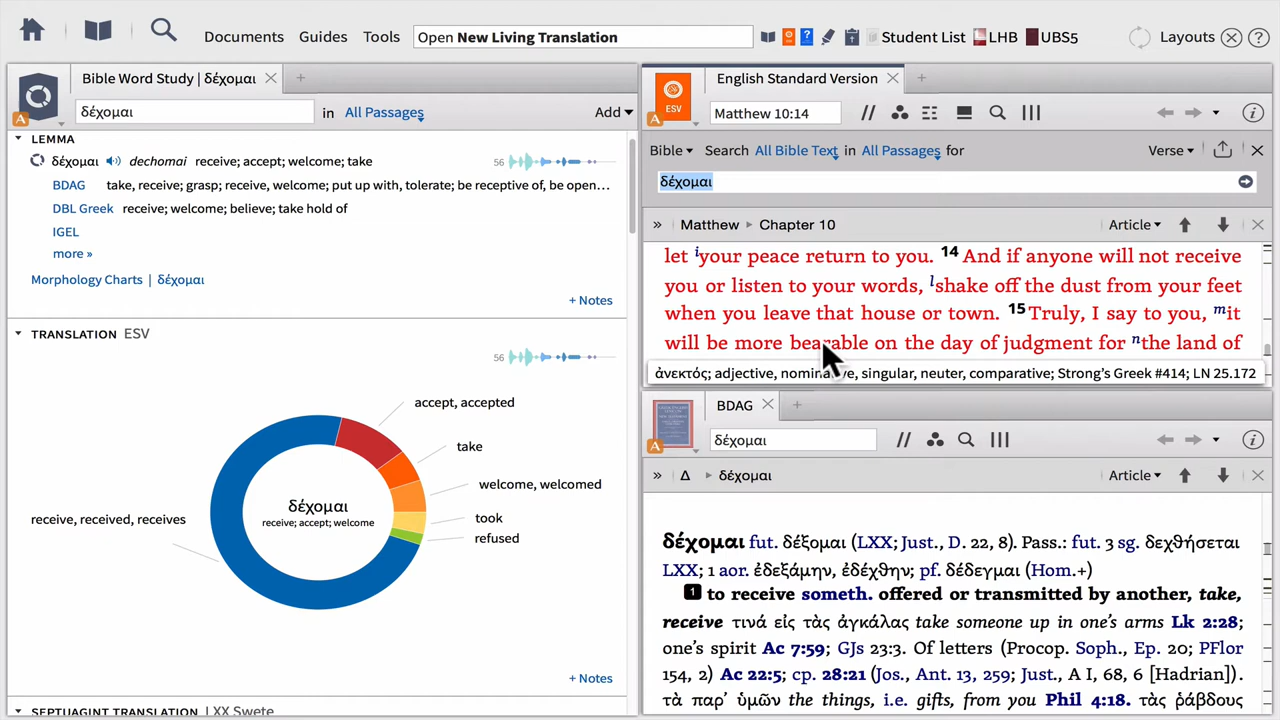 Documents Guides Tools Open New Living Translation Student List LHB UBS5 Layouts
Bible Word Study | δέχομαι
δέχομαι in All Passages Add
LEMMA
δέχομαι dechomai receive; accept; welcome; take 56
BDAG take, receive; grasp; receive, welcome; put up with, tolerate; be receptive of, be open…
DBL Greek receive; welcome; believe; take hold of
IGEL
more »
Morphology Charts | δέχομαι
+ Notes
TRANSLATION ESV
56
accept, accepted
take
welcome, welcomed
took
refused
receive, received, receives
δέχομαι
receive; accept; welcome
+ Notes
SEPTUAGINT TRANSLATION LXX Swete
English Standard Version
A ESV Matthew 10:14
Bible Search All Bible Text in All Passages for Verse
δέχομαι
» Matthew Chapter 10 Article
let i your peace return to you. 14 And if anyone will not receive
you or listen to your words, l shake off the dust from your feet
when you leave that house or town. 15 Truly, I say to you, m it
will be more bearable on the day of judgment for n the land of
ἀνεκτός; adjective, nominative, singular, neuter, comparative; Strong’s Greek #414; LN 25.172
BDAG
A δέχομαι
» Δ δέχομαι Article
δέχομαι fut. δέξομαι (LXX; Just., D. 22, 8). Pass.: fut. 3 sg. δεχθήσεται
LXX; 1 aor. ἐδεξάμην, ἐδέχθην; pf. δέδεγμαι (Hom.+)
1 to receive someth. offered or transmitted by another, take,
receive τινά εἰς τὰς ἀγκάλας take someone up in one’s arms Lk 2:28;
one’s spirit Ac 7:59; GJs 23:3. Of letters (Procop. Soph., Ep. 20; PFlor
154, 2) Ac 22:5; cp. 28:21 (Jos., Ant. 13, 259; Just., A I, 68, 6 [Hadrian]).
τὰ παρ’ ὑμῶν the things, i.e. gifts, from you Phil 4:18. τὰς ῥάβδους